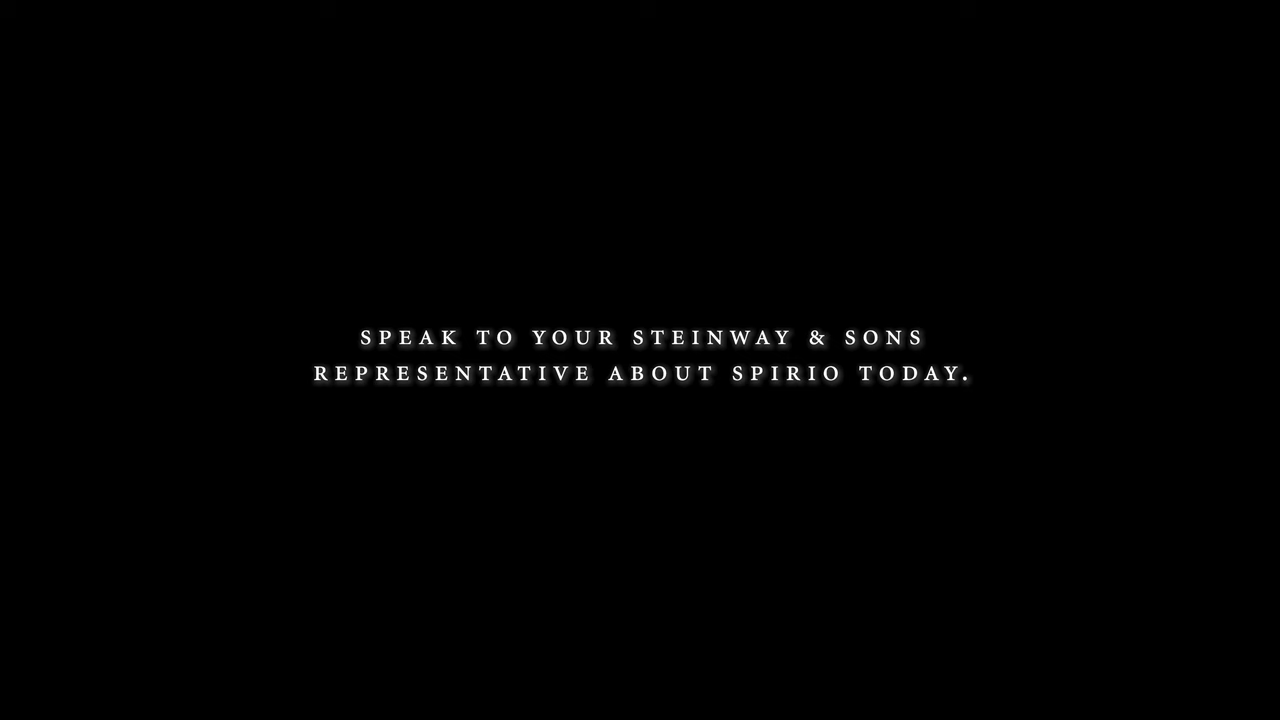 SPEAK TO YOUR STEINWAY & SONS
REPRESENTATIVE ABOUT SPIRIO TODAY.